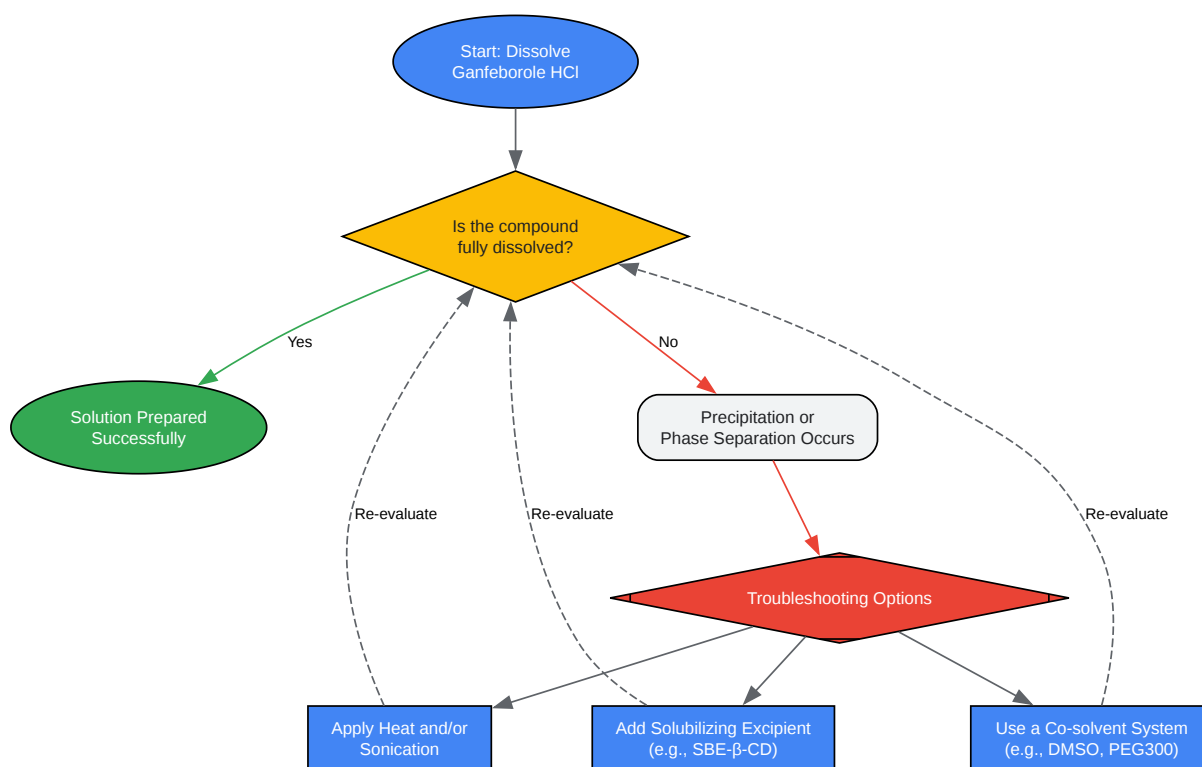 Start: Dissolve
Ganfeborole HCl
Is the compound
fully dissolved?
Yes
No
Solution Prepared
Successfully
Precipitation or
Phase Separation Occurs
Re-evaluate
Re-evaluate
Re-evaluate
Troubleshooting Options
Apply Heat and/or
Sonication
Add Solubilizing Excipient
(e.g., SBE-β-CD)
Use a Co-solvent System
(e.g., DMSO, PEG300)